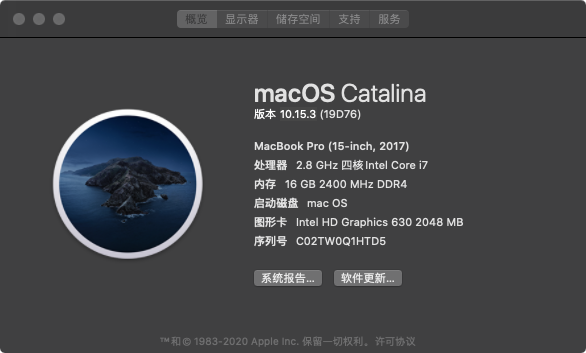 概览 显示器 储存空间 支持 服务
macOS Catalina
版本 10.15.3 (19D76)
MacBook Pro (15-inch, 2017)
处理器 2.8 GHz 四核Intel Core i7
内存 16 GB 2400 MHz DDR4
启动磁盘 mac OS
图形卡 Intel HD Graphics 630 2048 MB
序列号 C02TW0Q1HTD5
系统报告... 软件更新...
™和© 1983-2020 Apple Inc. 保留一切权利。许可协议